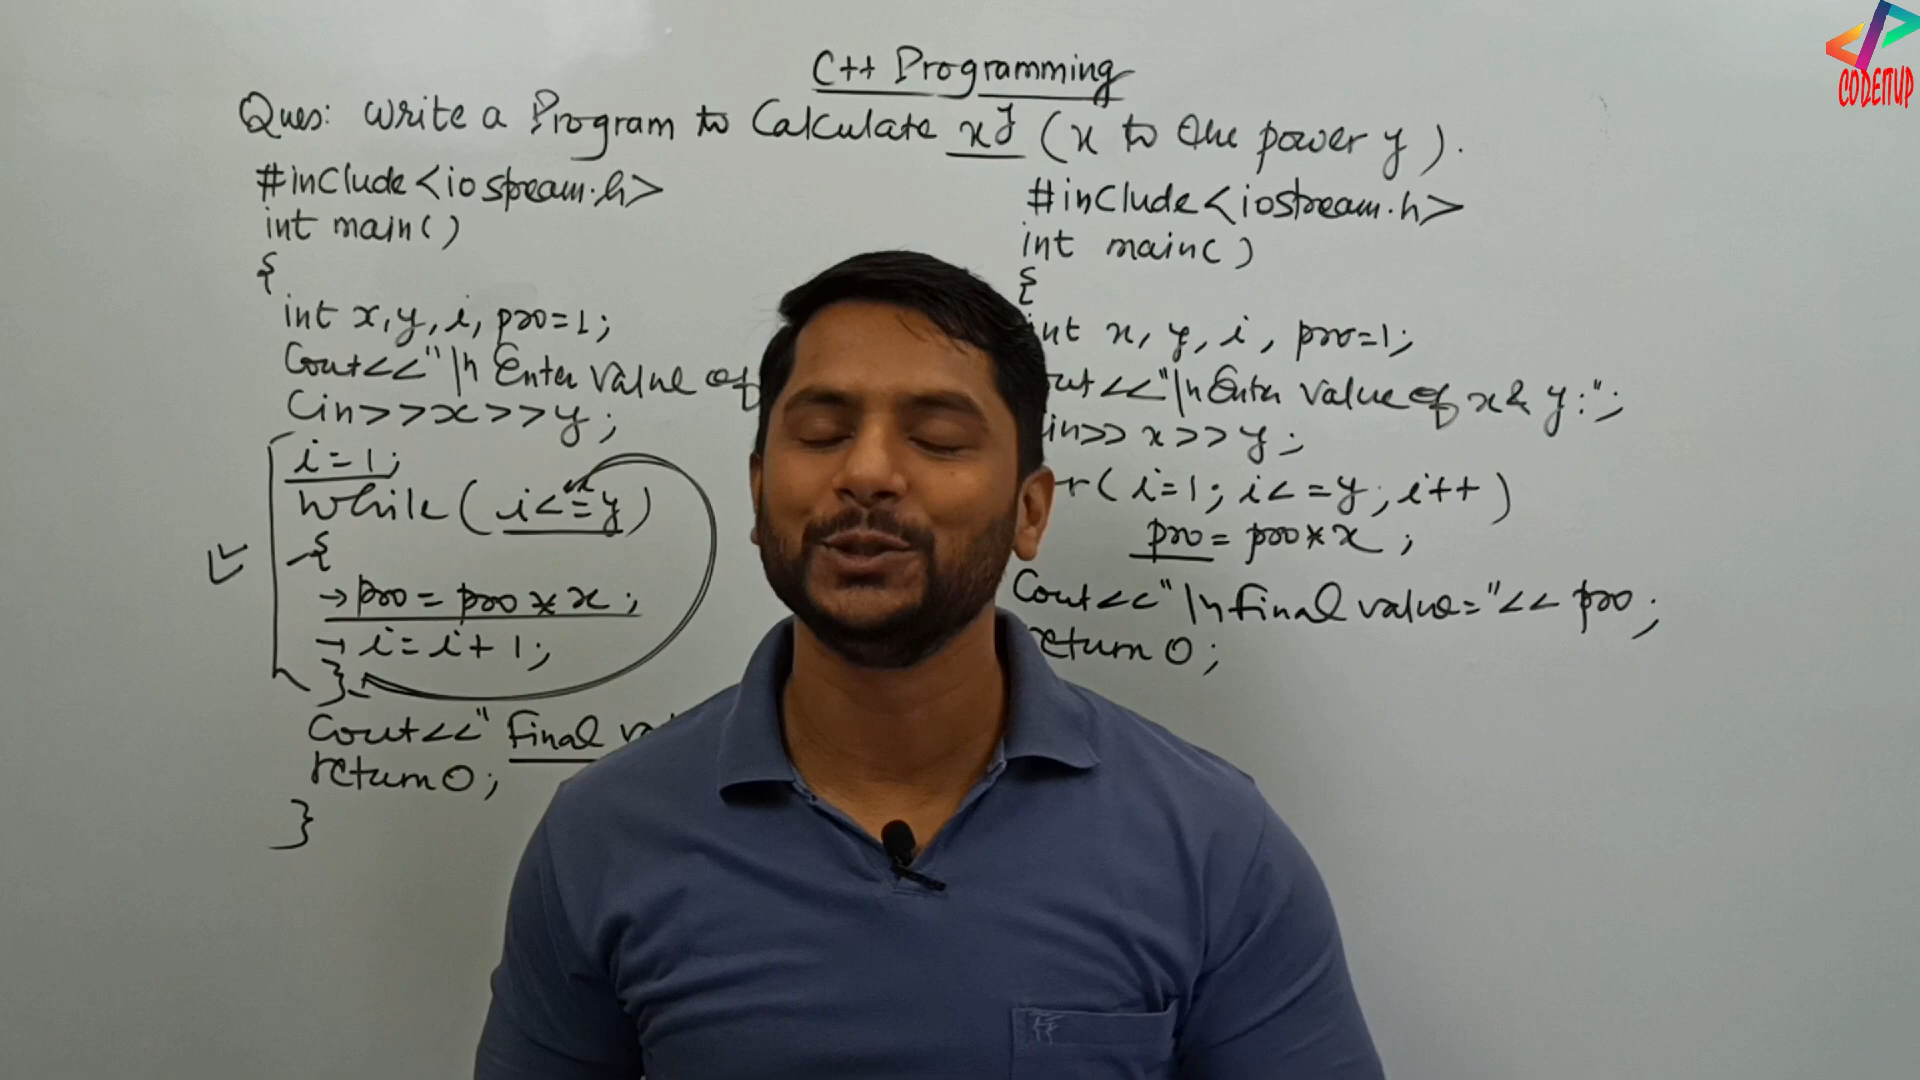 C++ Programming
Ques: Write a Program to Calculate x^y (x to the power y).
#include<iostream.h>
int main()
{
int x,y,i, pro=1;
Cout<<"\n Enter Value of
Cin>>x>>y;
i=1;
while(i<=y)
{
→pro=pro*x;
→i=i+1;
}
Cout<<"final
return 0;
}
#include<iostream.h>
int main()
{
int x, y, i, pro=1;
<<"\n Enter Value of x & y:";
>>x>>y;
(i=1; i<=y; i++)
pro=pro*x;
Cout<<"\n final value="<<pro;
return 0;
CODEITUP